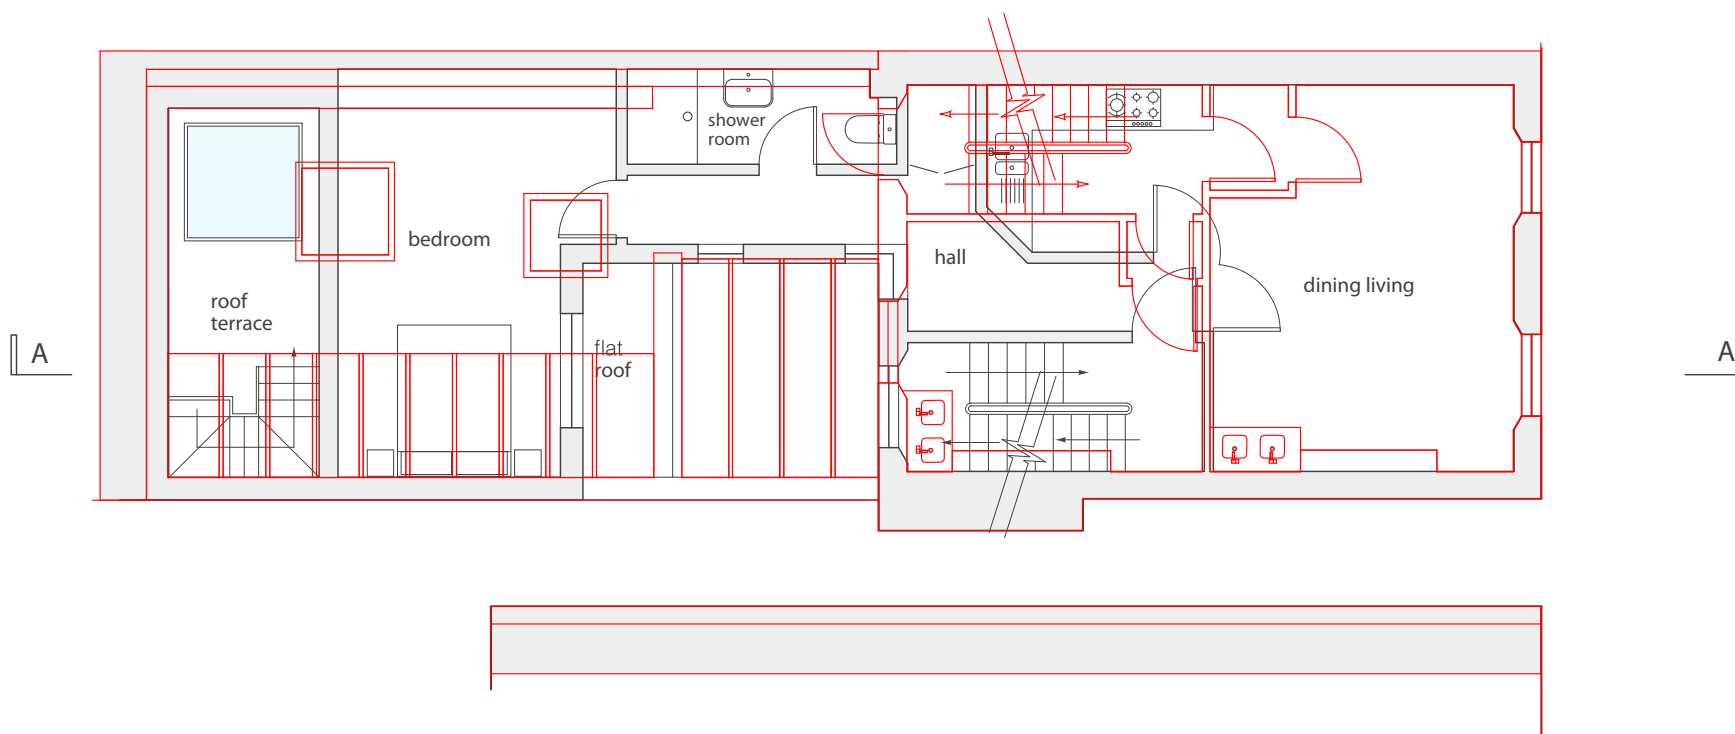 shower
room
bedroom
hall
dining living
roof
terrace
flat
roof
A
A